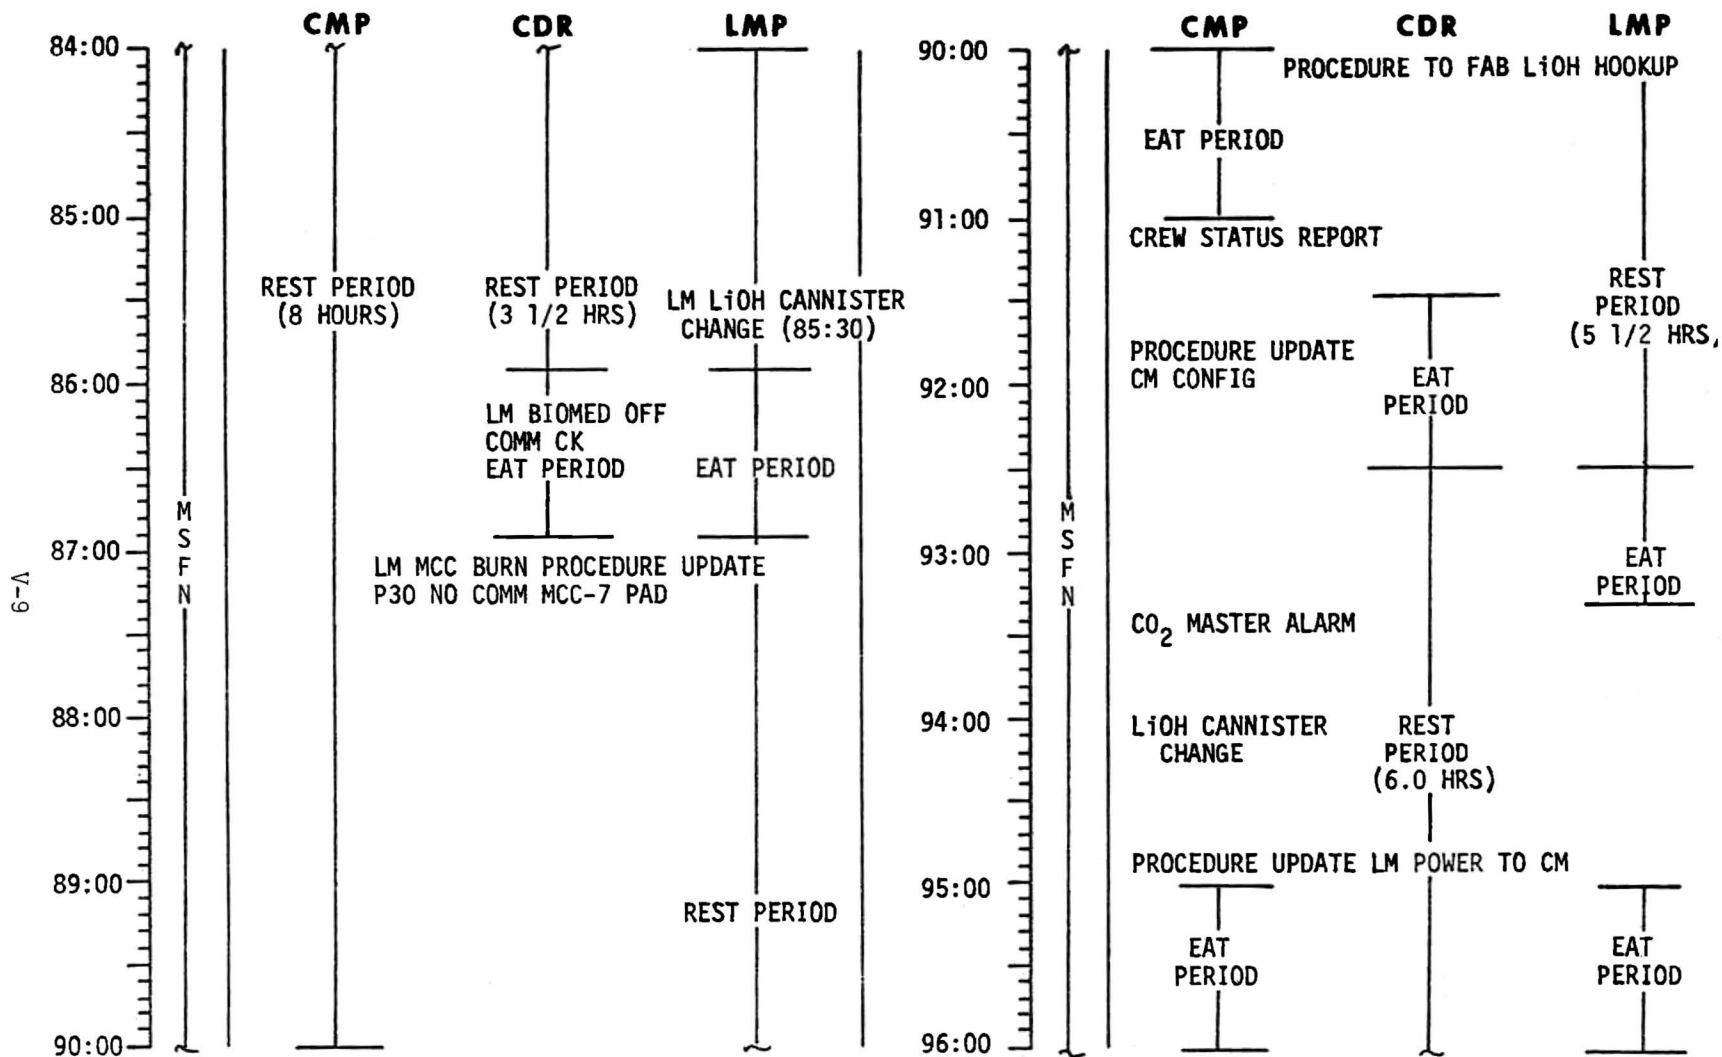 CMP CDR LMP
84:00
85:00
REST PERIOD
(8 HOURS)
REST PERIOD
(3 1/2 HRS)
LM LiOH CANNISTER
CHANGE (85:30)
86:00
LM BIOMED OFF
COMM CK
EAT PERIOD
EAT PERIOD
M
S
F
N
87:00
LM MCC BURN PROCEDURE UPDATE
P30 NO COMM MCC-7 PAD
88:00
89:00
REST PERIOD
90:00
CMP CDR LMP
90:00
PROCEDURE TO FAB LiOH HOOKUP
EAT PERIOD
91:00
CREW STATUS REPORT
REST
PERIOD
(5 1/2 HRS,
PROCEDURE UPDATE
CM CONFIG
92:00
EAT
PERIOD
M
S
F
N
93:00
EAT
PERIOD
CO2 MASTER ALARM
94:00
LiOH CANNISTER
CHANGE
REST
PERIOD
(6.0 HRS)
PROCEDURE UPDATE LM POWER TO CM
95:00
EAT
PERIOD
EAT
PERIOD
96:00
V-9